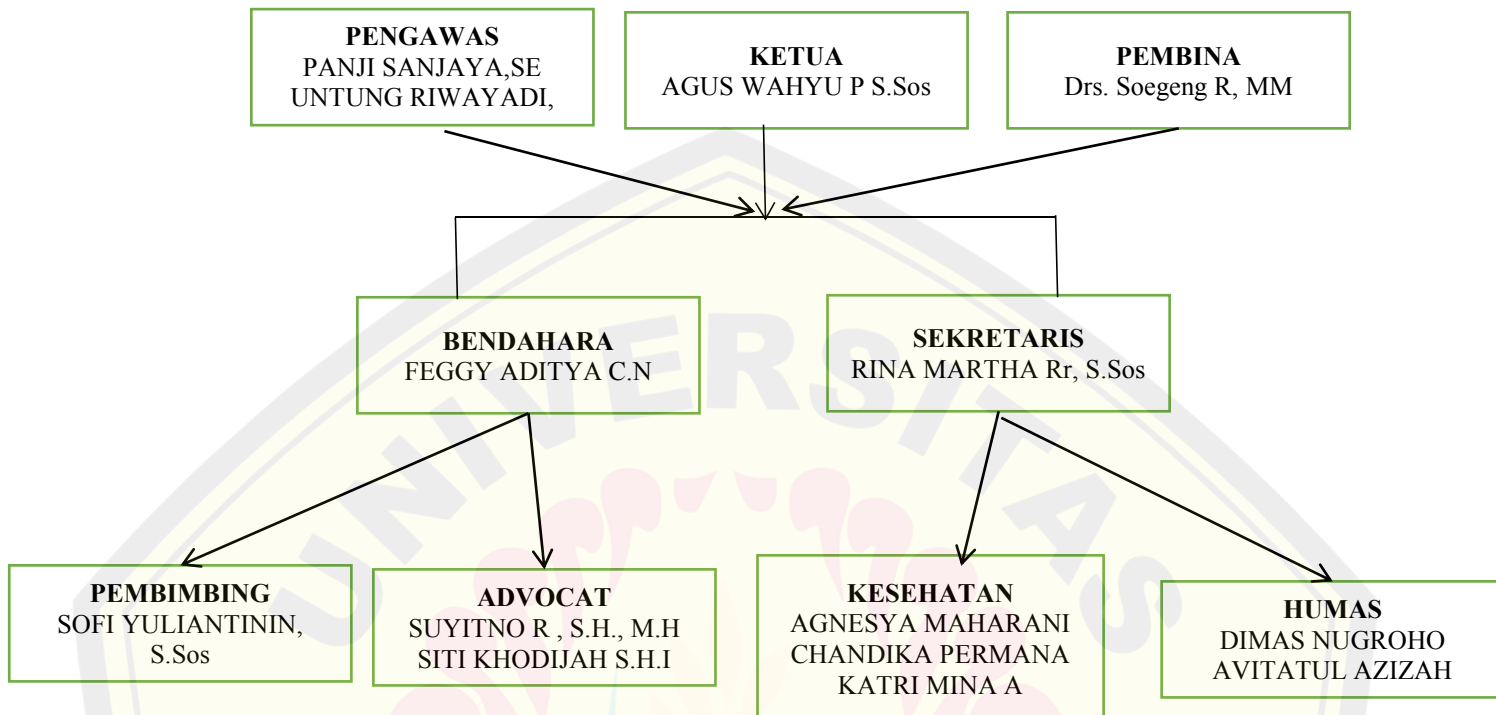 PENGAWAS
PANJI SANJAYA,SE
UNTUNG RIWAYADI,
KETUA
AGUS WAHYU P S.Sos
PEMBINA
Drs. Soegeng R, MM
BENDAHARA
FEGGY ADITYA C.N
SEKRETARIS
RINA MARTHA Rr, S.Sos
PEMBIMBING
SOFI YULIANTININ,
S.Sos
ADVOCAT
SUYITNO R , S.H., M.H
SITI KHODIJAH S.H.I
KESEHATAN
AGNESYA MAHARANI
CHANDIKA PERMANA
KATRI MINA A
HUMAS
DIMAS NUGROHO
AVITATUL AZIZAH
UNIVERSITAS